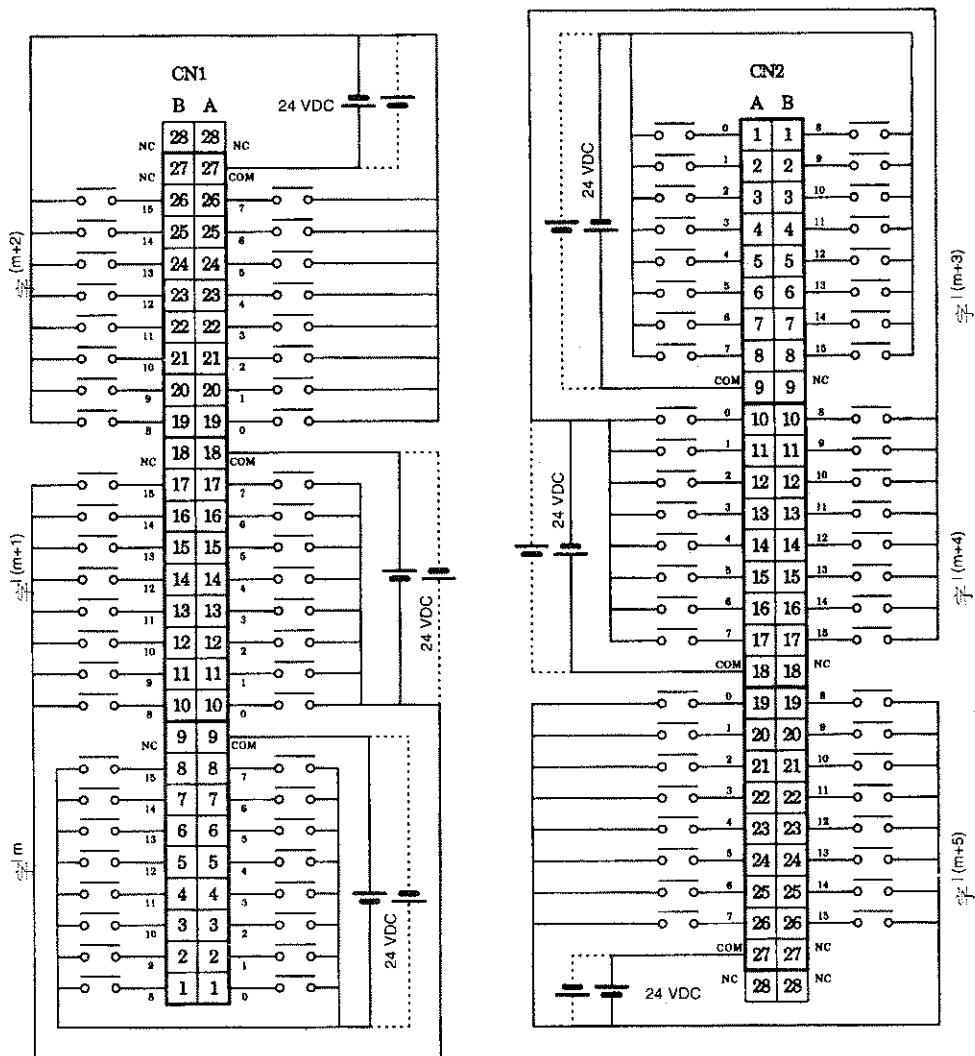 CN1
B A
24 VDC
NC 28 28 NC
NC 27 27 COM
15 26 26 7
14 25 25 6
13 24 24 5
12 23 23 4
11 22 22 3
10 21 21 2
9 20 20 1
8 19 19 0
字 (m+2)
NC 18 18 COM
15 17 17 7
14 16 16 6
13 15 15 5
12 14 14 4
11 13 13 3
10 12 12 2
9 11 11 1
8 10 10 0
字 I (m+1)
24 VDC
NC 9 9 COM
15 8 8 7
14 7 7 6
13 6 6 5
12 5 5 4
11 4 4 3
10 3 3 2
9 2 2 1
8 1 1 0
字 I m
24 VDC
CN2
A B
24 VDC
0 1 1 8
1 2 2 9
2 3 3 10
3 4 4 11
4 5 5 12
5 6 6 13
6 7 7 14
7 8 8 15
COM 9 9 NC
字 I (m+3)
24 VDC
0 10 10 8
1 11 11 9
2 12 12 10
3 13 13 11
4 14 14 12
5 15 15 13
6 16 16 14
7 17 17 15
COM 18 18 NC
字 I (m+4)
0 19 19 8
1 20 20 9
2 21 21 10
3 22 22 11
4 23 23 12
5 24 24 13
6 25 25 14
7 26 26 15
COM 27 27 NC
NC 28 28 NC
字 I (m+5)
24 VDC